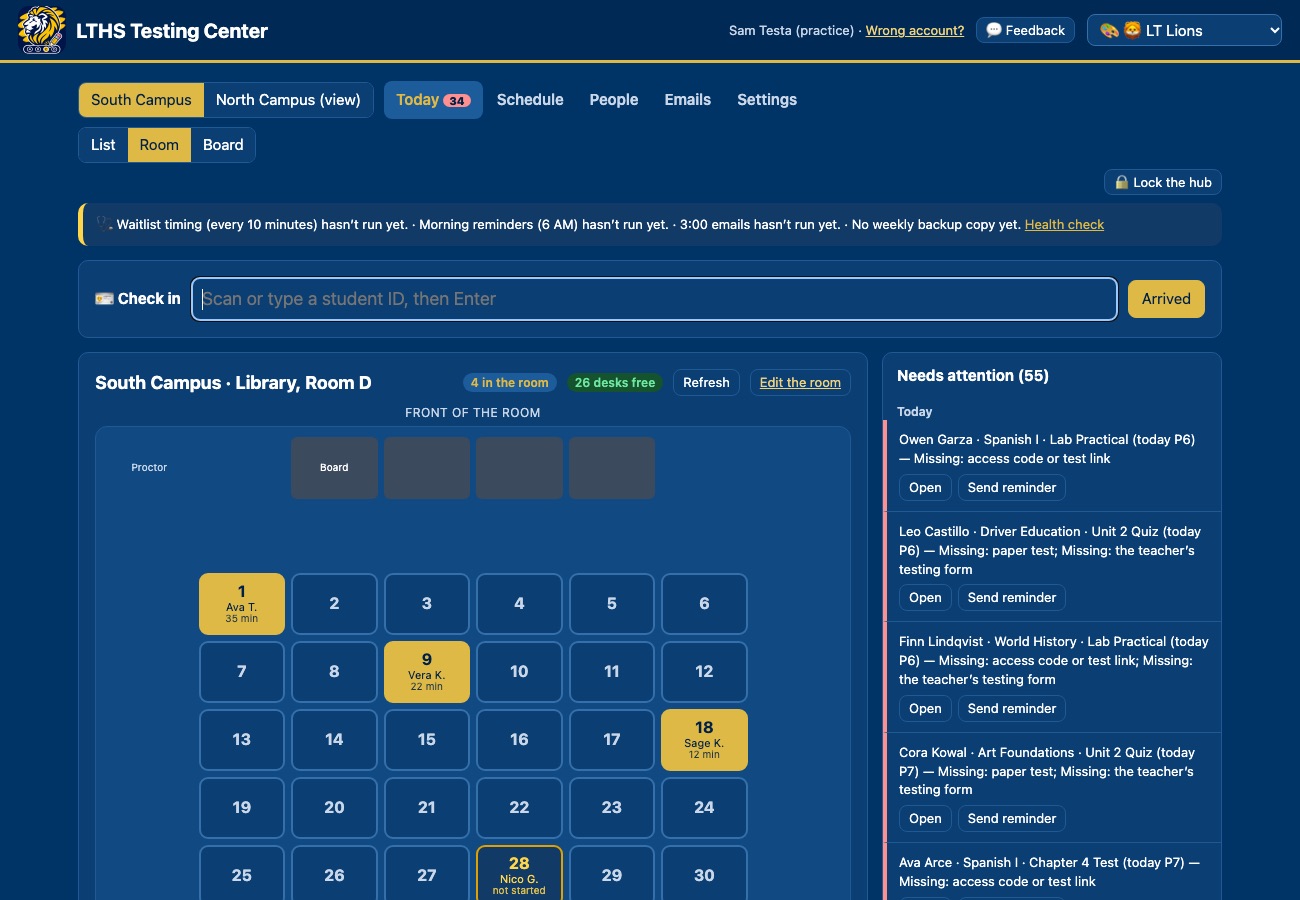 LTHS Testing Center
Sam Testa (practice) · Wrong account?
💬 Feedback
🎨 🦁 LT Lions
South Campus
North Campus (view)
Today 34
Schedule
People
Emails
Settings
List
Room
Board
🔒 Lock the hub
🩺 Waitlist timing (every 10 minutes) hasn’t run yet. · Morning reminders (6 AM) hasn’t run yet. · 3:00 emails hasn’t run yet. · No weekly backup copy yet. Health check
🪪 Check in
Scan or type a student ID, then Enter
Arrived
South Campus · Library, Room D
4 in the room
26 desks free
Refresh
Edit the room
FRONT OF THE ROOM
Proctor
Board
1
Ava T.
35 min
2
3
4
5
6
7
8
9
Vera K.
22 min
10
11
12
13
14
15
16
17
18
Sage K.
12 min
19
20
21
22
23
24
25
26
27
28
Nico G.
not started
29
30
Needs attention (55)
Today
Owen Garza · Spanish I · Lab Practical (today P6)
— Missing: access code or test link
Open
Send reminder
Leo Castillo · Driver Education · Unit 2 Quiz (today
P6) — Missing: paper test; Missing: the teacher’s
testing form
Open
Send reminder
Finn Lindqvist · World History · Lab Practical (today
P6) — Missing: access code or test link; Missing:
the teacher’s testing form
Open
Send reminder
Cora Kowal · Art Foundations · Unit 2 Quiz (today
P7) — Missing: paper test; Missing: the teacher’s
testing form
Open
Send reminder
Ava Arce · Spanish I · Chapter 4 Test (today P7) —
Missing: access code or test link